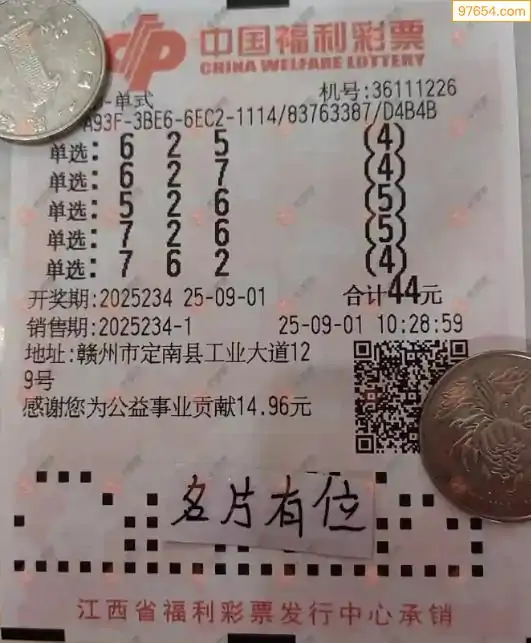 97654.com
中国福利彩票
CHINA WELFARE LOTTERY
-单式 机号:36111226
A93F-3BE6-6EC2-1114/83763387/D4B4B
单选: 6 2 5 (4)
单选: 6 2 7 (4)
单选: 5 2 6 (5)
单选: 7 2 6 (5)
单选: 7 6 2 (4)
开奖期:2025234 25-09-01 合计44元
销售期:2025234-1 25-09-01 10:28:59
地址:赣州市定南县工业大道12
9号
感谢您为公益事业贡献14.96元
名片有位
江西省福利彩票发行中心承销